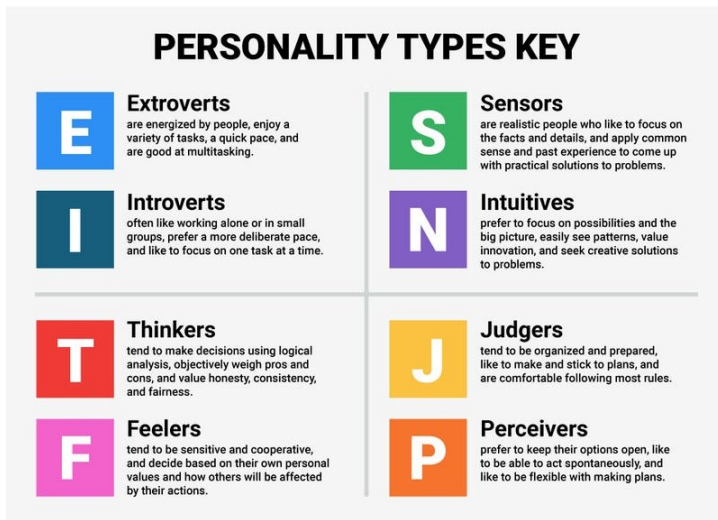 PERSONALITY TYPES KEY
E
Extroverts
are energized by people, enjoy a
variety of tasks, a quick pace, and
are good at multitasking.
I
Introverts
often like working alone or in small
groups, prefer a more deliberate pace,
and like to focus on one task at a time.
S
Sensors
are realistic people who like to focus on
the facts and details, and apply common
sense and past experience to come up
with practical solutions to problems.
N
Intuitives
prefer to focus on possibilities and the
big picture, easily see patterns, value
innovation, and seek creative solutions
to problems.
T
Thinkers
tend to make decisions using logical
analysis, objectively weigh pros and
cons, and value honesty, consistency,
and fairness.
F
Feelers
tend to be sensitive and cooperative,
and decide based on their own personal
values and how others will be affected
by their actions.
J
Judgers
tend to be organized and prepared,
like to make and stick to plans, and
are comfortable following most rules.
P
Perceivers
prefer to keep their options open, like
to be able to act spontaneously, and
like to be flexible with making plans.